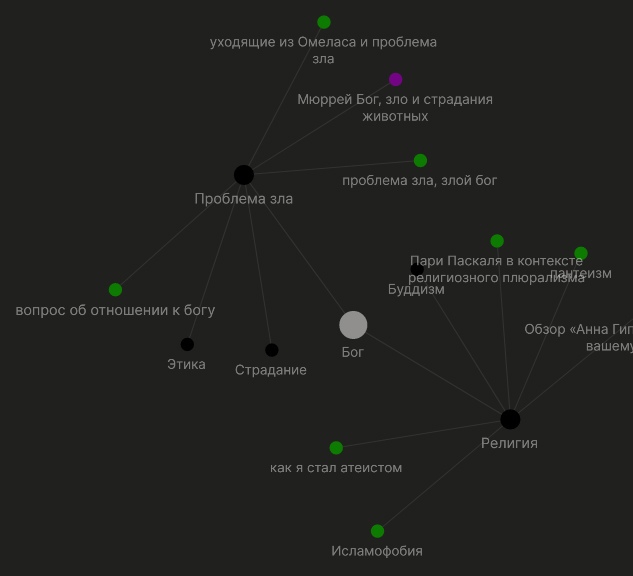 уходящие из Омеласа и проблема
зла
Мюррей Бог, зло и страдания
животных
проблема зла, злой бог
Проблема зла
Пари Паскаля в контексте
религиозного плюрализма
пантеизм
Буддизм
вопрос об отношении к богу
Обзор «Анна Гип
вашему
Бог
Этика
Страдание
Религия
как я стал атеистом
Исламофобия